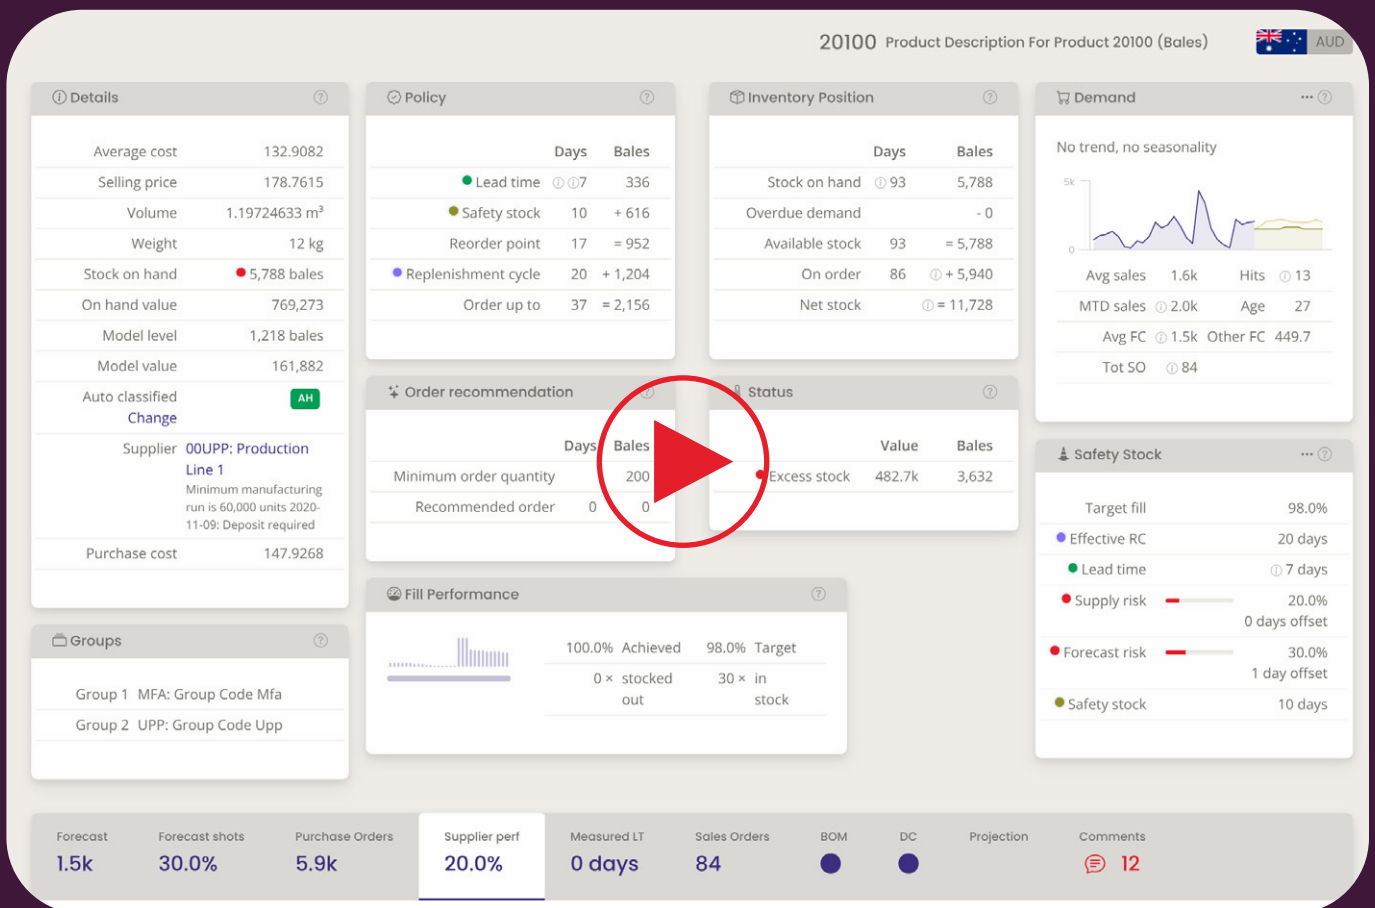 20100 Product Description For Product 20100 (Bales)
AUD
Details
Average cost 132.9082
Selling price 178.7615
Volume 1.19724633 m³
Weight 12 kg
Stock on hand 5,788 bales
On hand value 769,273
Model level 1,218 bales
Model value 161,882
Auto classified AH
Change
Supplier 00UPP: Production
Line 1
Minimum manufacturing
run is 60,000 units 2020-
11-09: Deposit required
Purchase cost 147.9268
Groups
Group 1 MFA: Group Code Mfa
Group 2 UPP: Group Code Upp
Policy
Days Bales
Lead time 7 336
Safety stock 10 + 616
Reorder point 17 = 952
Replenishment cycle 20 + 1,204
Order up to 37 = 2,156
Order recommendation
Days Bales
Minimum order quantity 200
Recommended order 0 0
Inventory Position
Days Bales
Stock on hand 93 5,788
Overdue demand - 0
Available stock 93 = 5,788
On order 86 + 5,940
Net stock = 11,728
Status
Value Bales
Excess stock 482.7k 3,632
Fill Performance
100.0% Achieved 98.0% Target
0 × stocked 30 × in
out stock
Demand
No trend, no seasonality
5k
0
Avg sales 1.6k Hits 13
MTD sales 2.0k Age 27
Avg FC 1.5k Other FC 449.7
Tot SO 84
Safety Stock
Target fill 98.0%
Effective RC 20 days
Lead time 7 days
Supply risk 20.0%
0 days offset
Forecast risk 30.0%
1 day offset
Safety stock 10 days
Forecast Forecast shots Purchase Orders Supplier perf Measured LT Sales Orders BOM DC Projection Comments
1.5k 30.0% 5.9k 20.0% 0 days 84 12